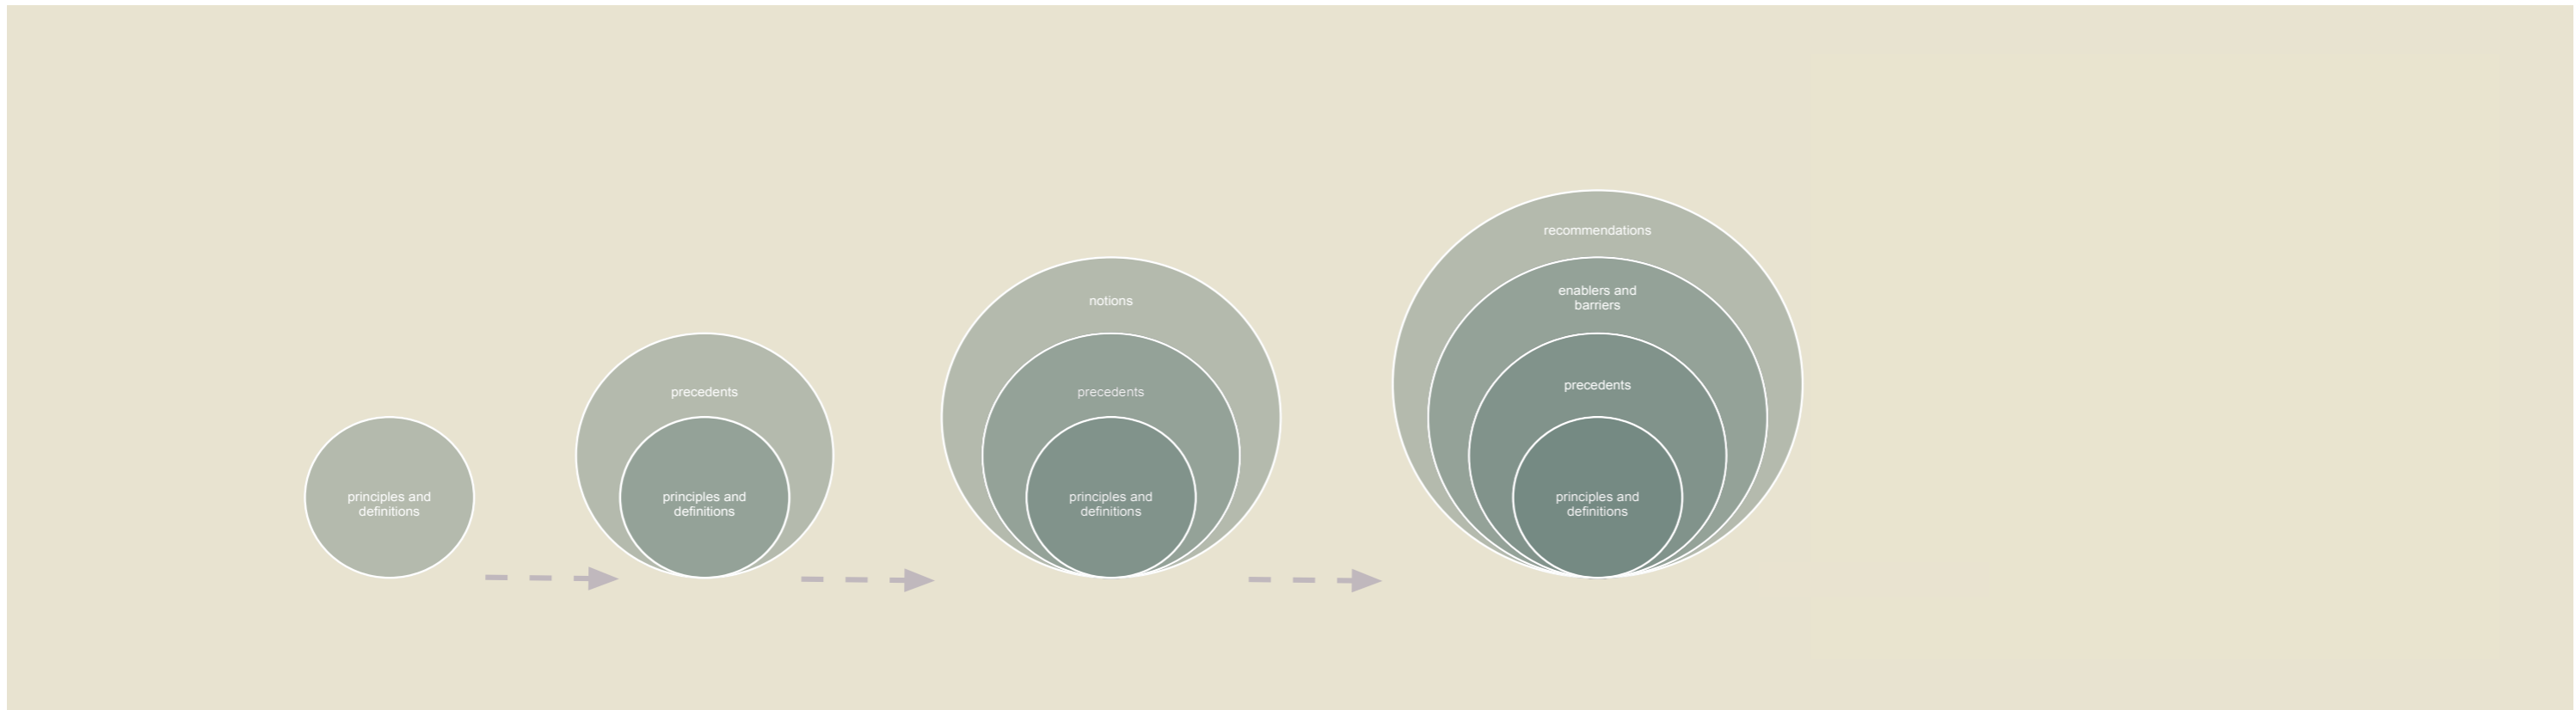 principles and
definitions
precedents
principles and
definitions
notions
precedents
principles and
definitions
recommendations
enablers and
barriers
precedents
principles and
definitions